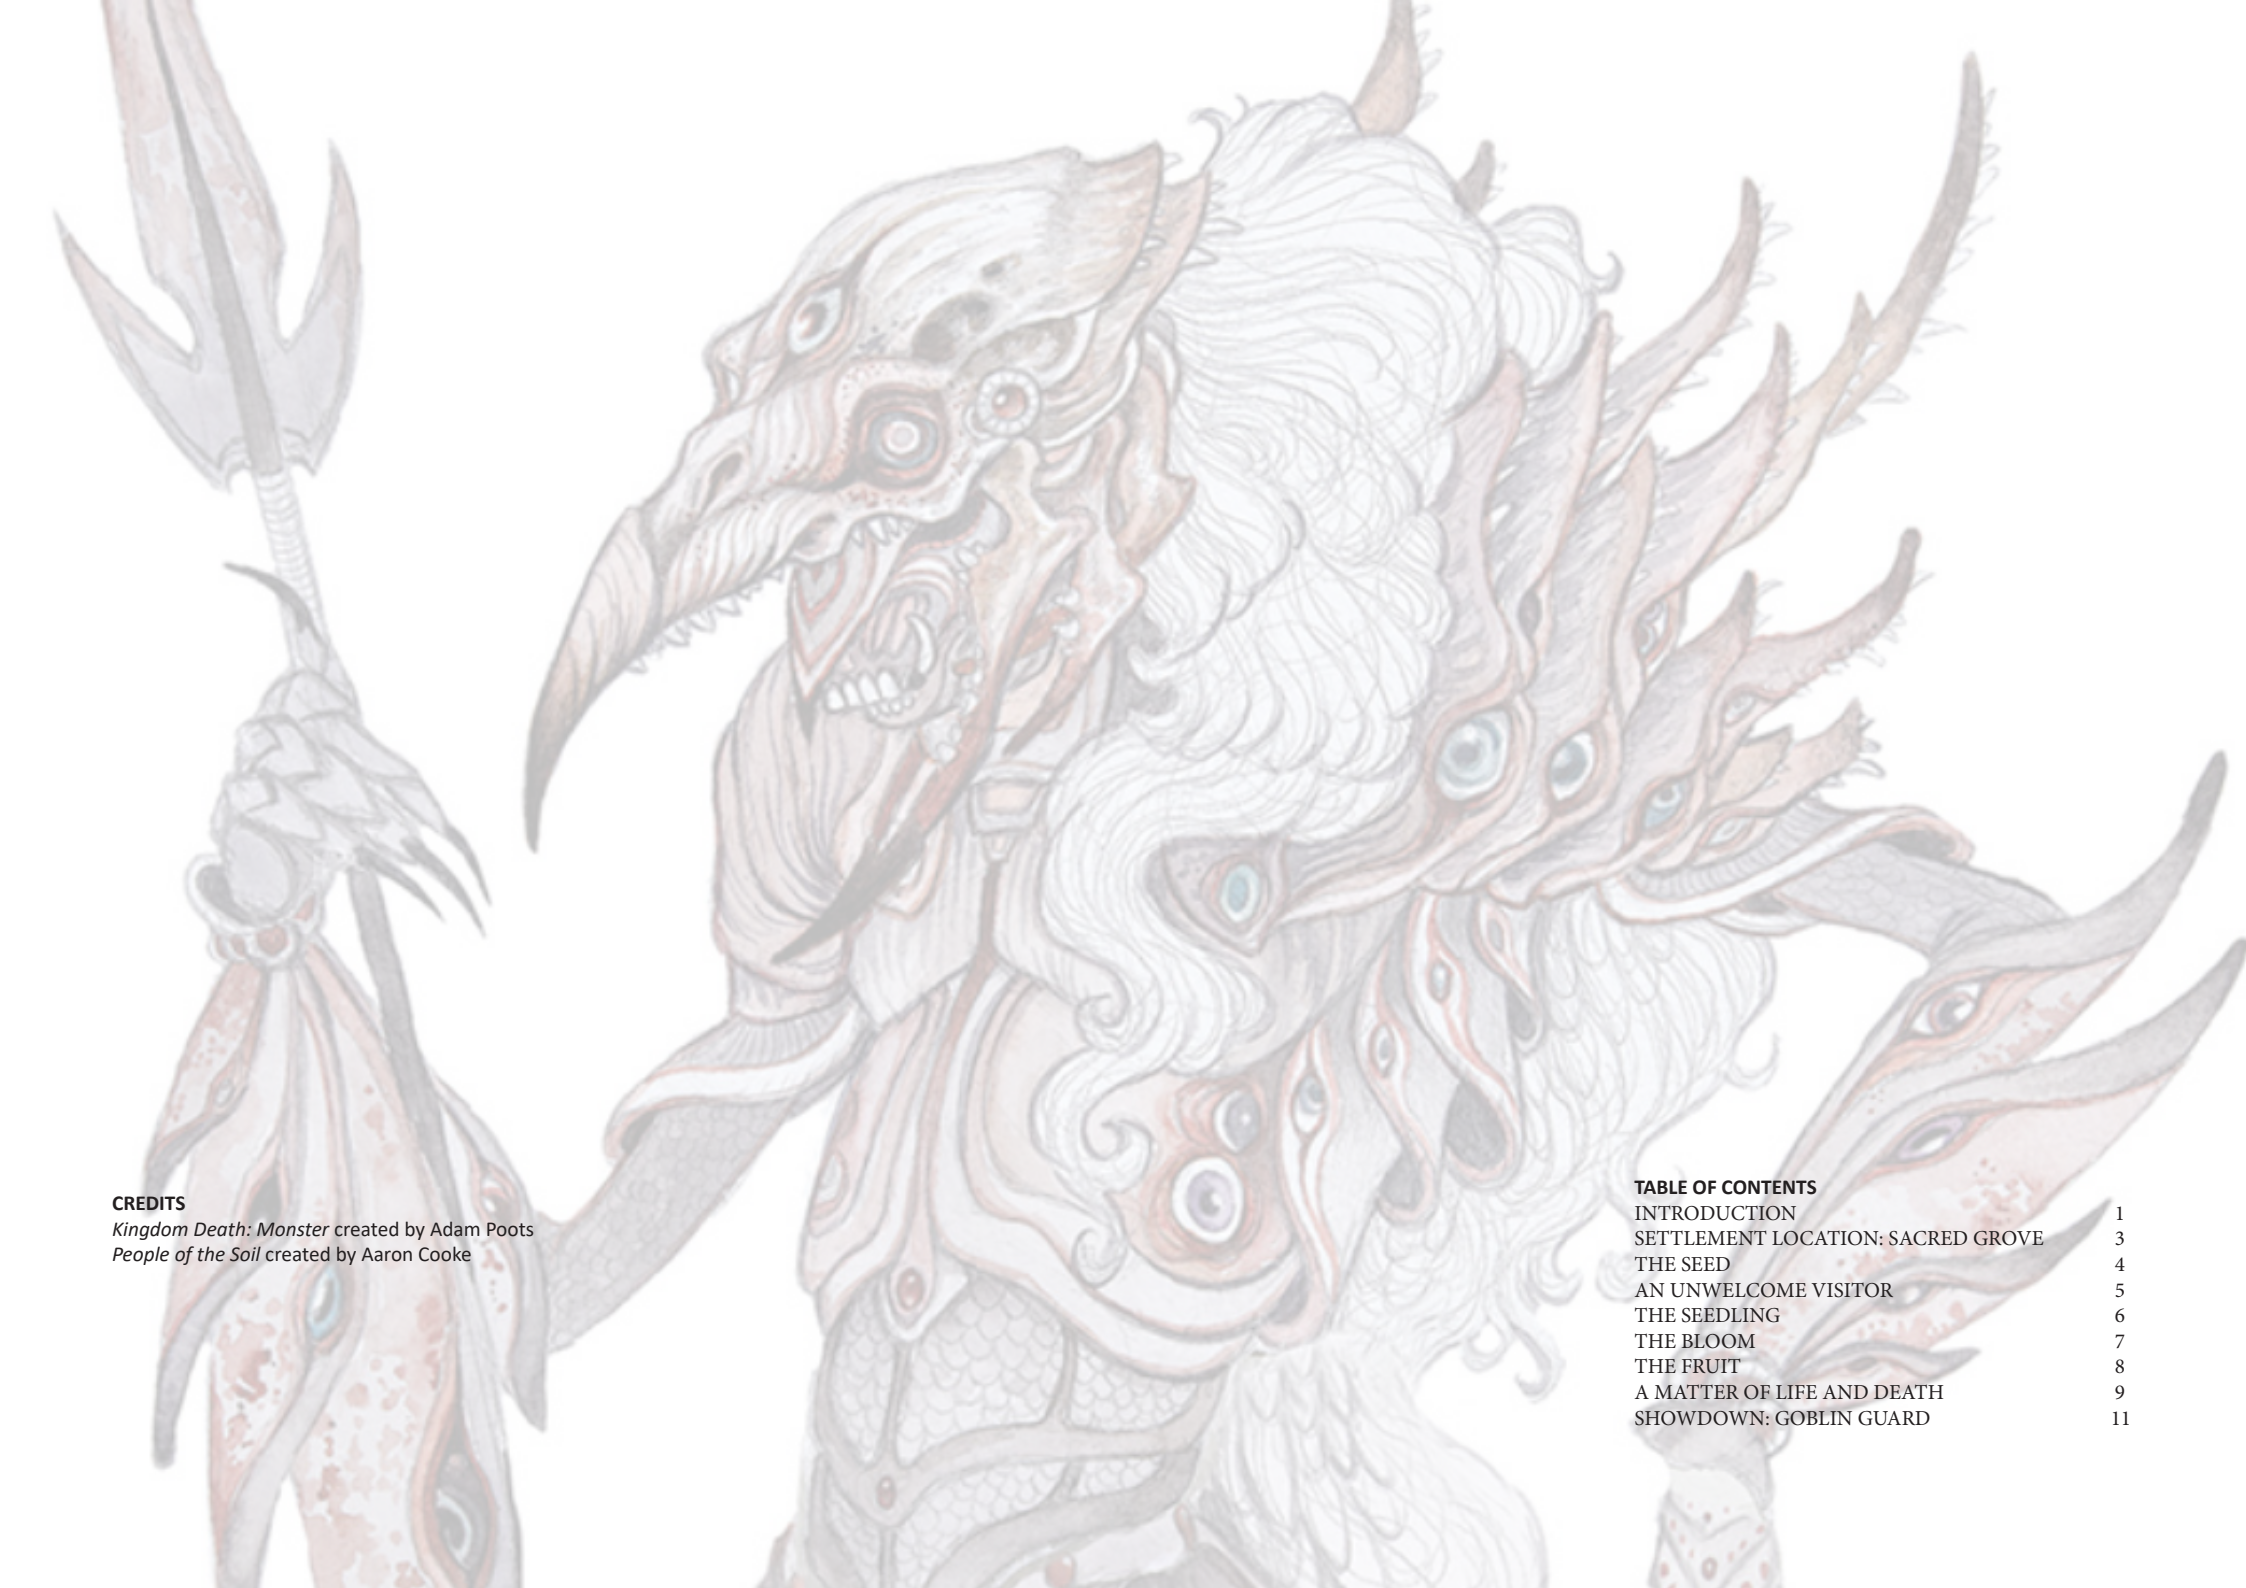 CREDITS
Kingdom Death: Monster created by Adam Poots
People of the Soil created by Aaron Cooke
TABLE OF CONTENTS
INTRODUCTION 1
SETTLEMENT LOCATION: SACRED GROVE 3
THE SEED 4
AN UNWELCOME VISITOR 5
THE SEEDLING 6
THE BLOOM 7
THE FRUIT 8
A MATTER OF LIFE AND DEATH 9
SHOWDOWN: GOBLIN GUARD 11